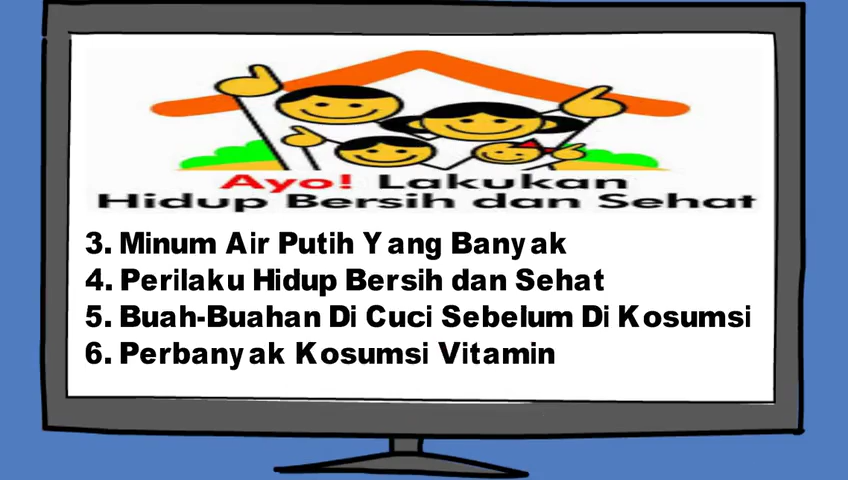 Ayo! Lakukan
Hidup Bersih dan Sehat
3. Minum Air Putih Yang Banyak
4. Perilaku Hidup Bersih dan Sehat
5. Buah-Buahan Di Cuci Sebelum Di Kosumsi
6. Perbanyak Kosumsi Vitamin